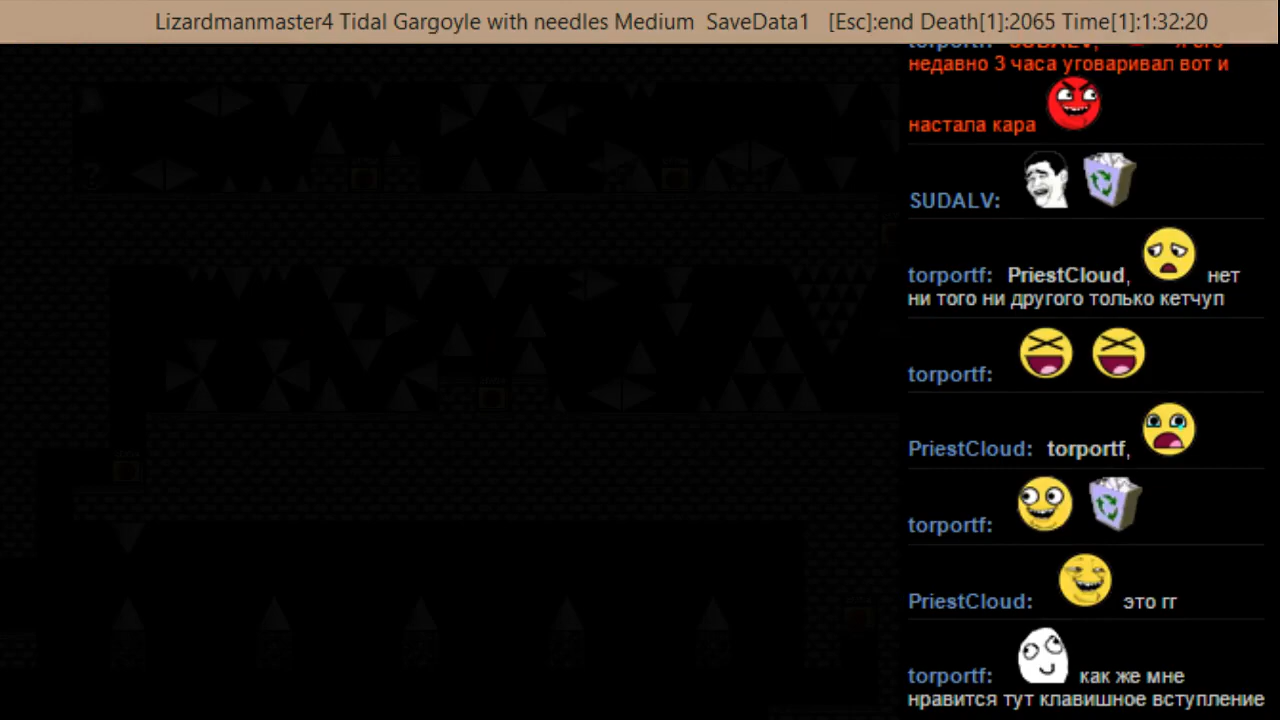 Lizardmanmaster4 Tidal Gargoyle with needles Medium SaveData1 [Esc]:end Death[1]:2065 Time[1]:1:32:20
недавно 3 часа уговаривал вот и
настала кара
SUDALV:
torportf: PriestCloud, нет
ни того ни другого только кетчуп
torportf:
PriestCloud: torportf,
torportf:
PriestCloud: это гг
torportf: как же мне
нравится тут клавишное вступление